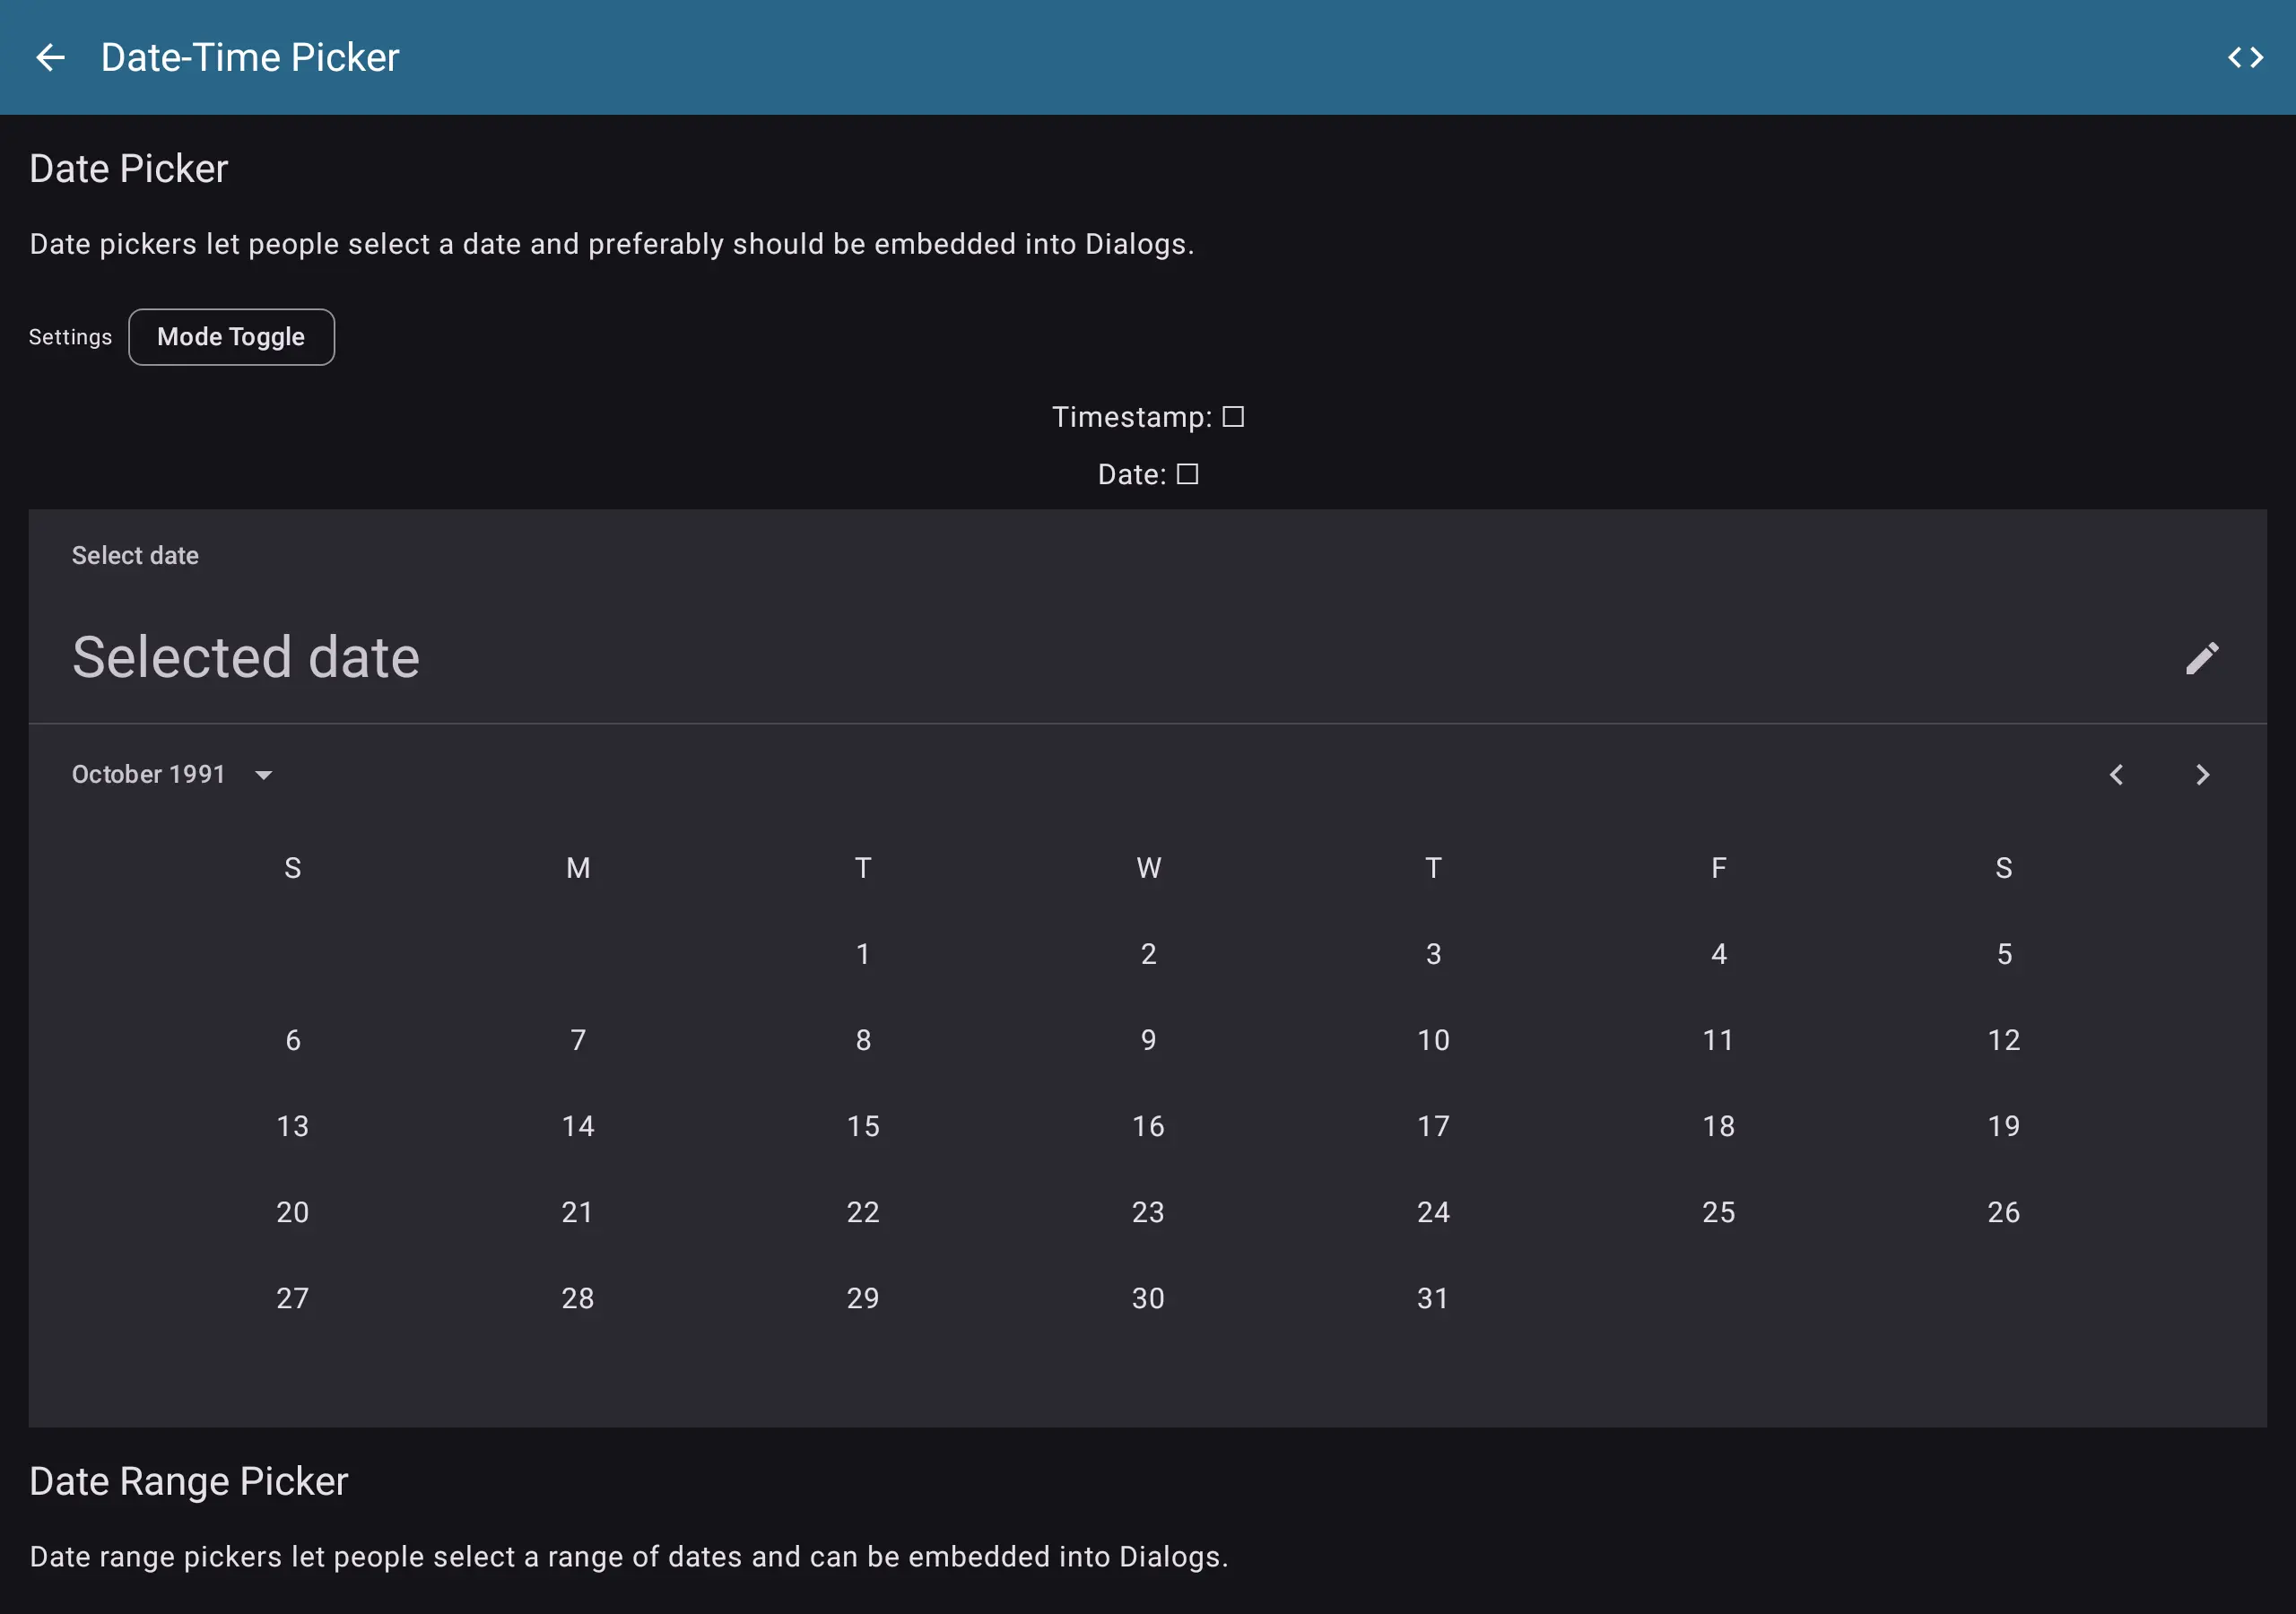 Date-Time Picker
Date Picker
Date pickers let people select a date and preferably should be embedded into Dialogs.
Settings Mode Toggle
Timestamp: □
Date: □
Select date
Selected date
October 1991
S M T W T F S
1 2 3 4 5
6 7 8 9 10 11 12
13 14 15 16 17 18 19
20 21 22 23 24 25 26
27 28 29 30 31
Date Range Picker
Date range pickers let people select a range of dates and can be embedded into Dialogs.